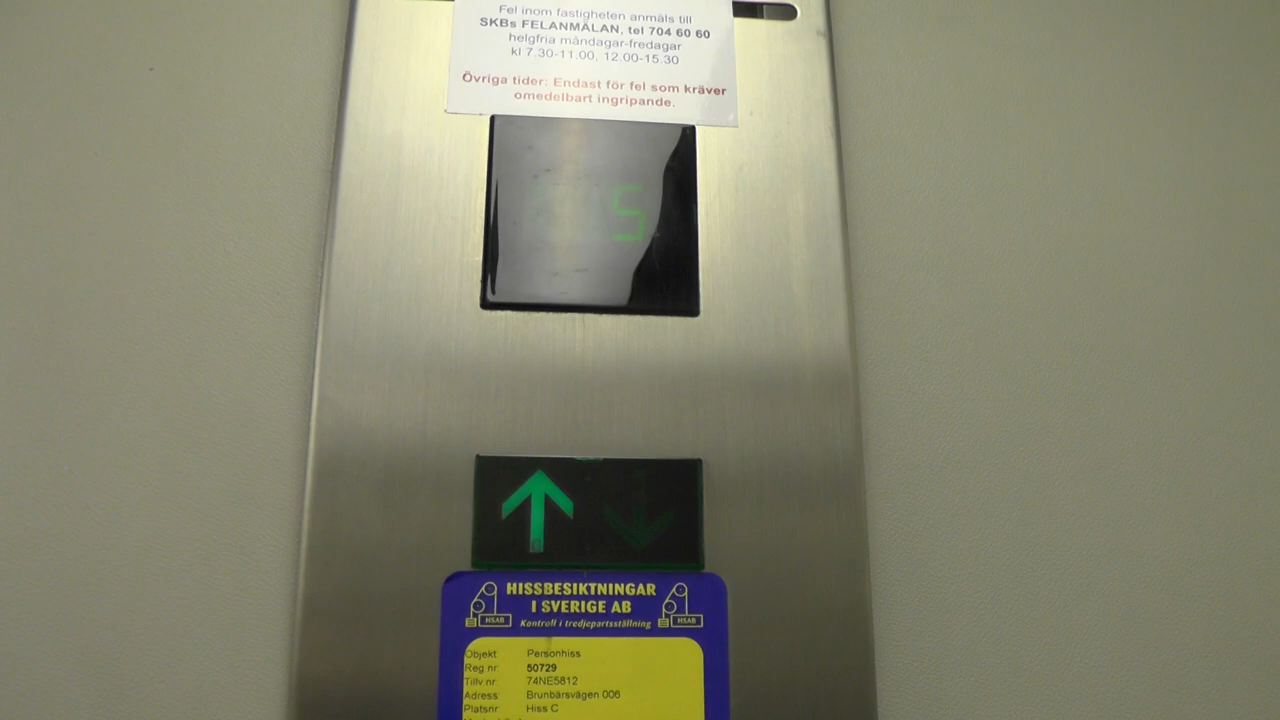 Fel inom fastigheten anmäls till
SKBs FELANMÄLAN, tel 704 60 60
helgfria måndagar-fredagar
kl 7.30-11.00, 12.00-15.30
Övriga tider: Endast för fel som kräver
omedelbart ingripande.
5
HISSBESIKTNINGAR
I SVERIGE AB
HSAB
HSAB
Kontroll i tredjepartsställning
Objekt: Personhiss
Reg nr: 50729
Tillv nr: 74NE5812
Adress: Brunbärsvägen 006
Platsnr: Hiss C